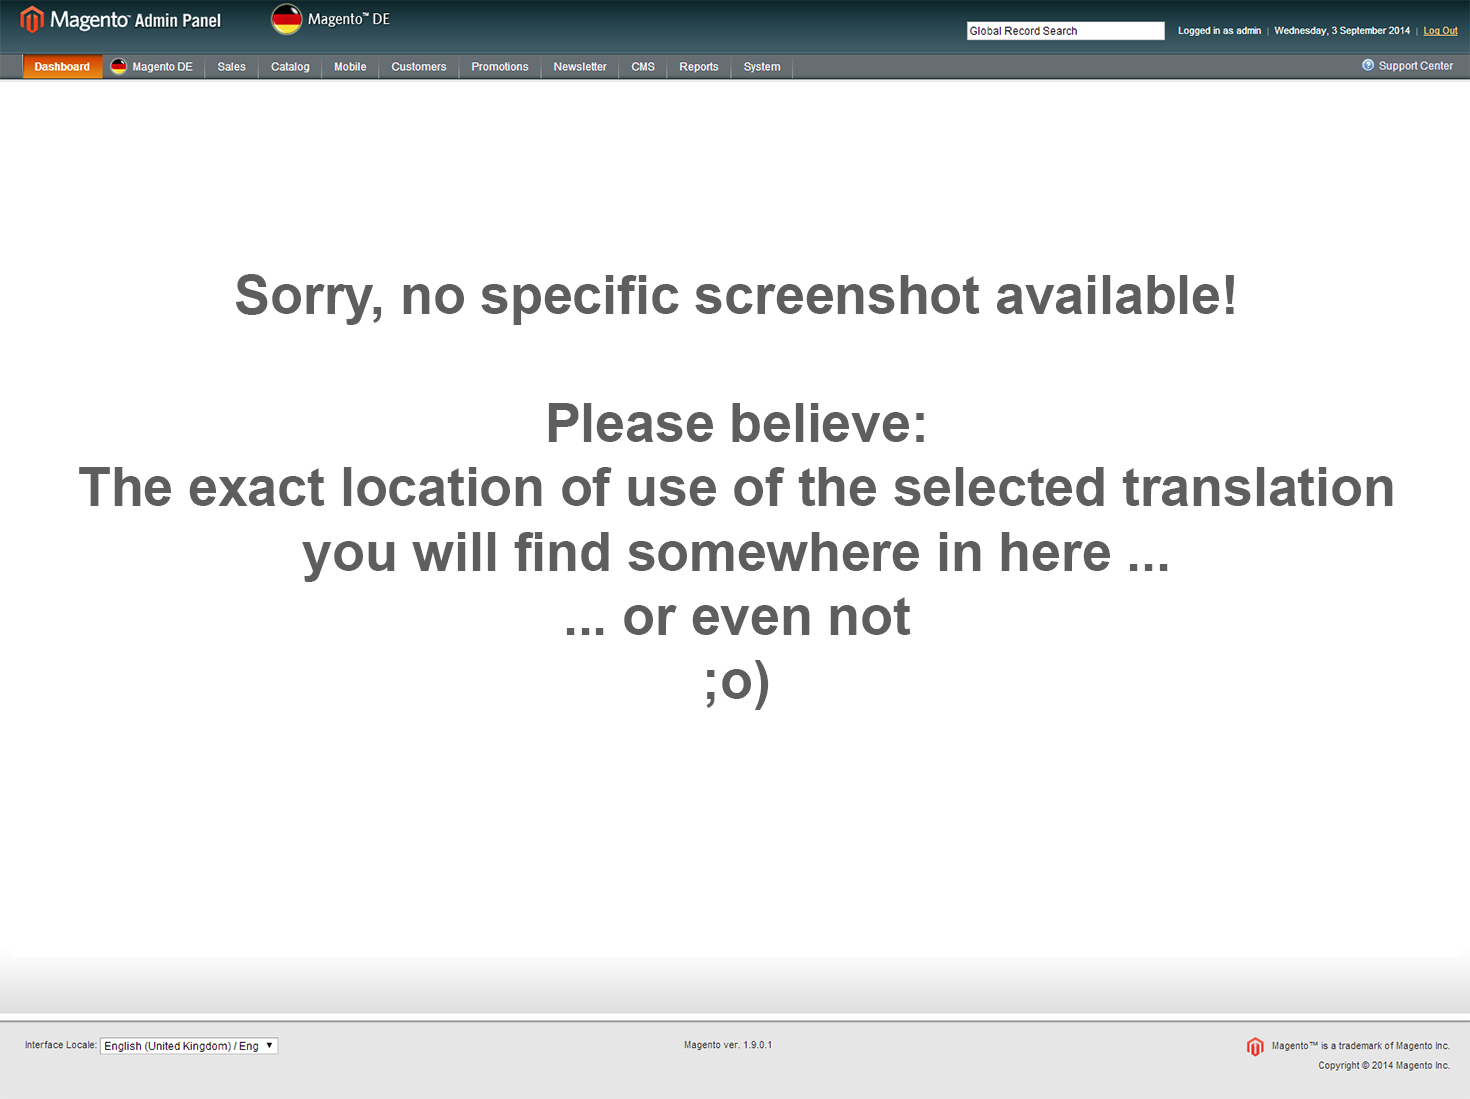 Magento™ Admin Panel
Magento™ DE
Global Record Search
Logged in as admin | Wednesday, 3 September 2014 | Log Out
Dashboard
Magento DE
Sales
Catalog
Mobile
Customers
Promotions
Newsletter
CMS
Reports
System
Support Center
Sorry, no specific screenshot available!
Please believe:
The exact location of use of the selected translation
you will find somewhere in here ...
... or even not
;o)
Interface Locale: English (United Kingdom) / Eng
Magento ver. 1.9.0.1
Magento™ is a trademark of Magento Inc.
Copyright © 2014 Magento Inc.